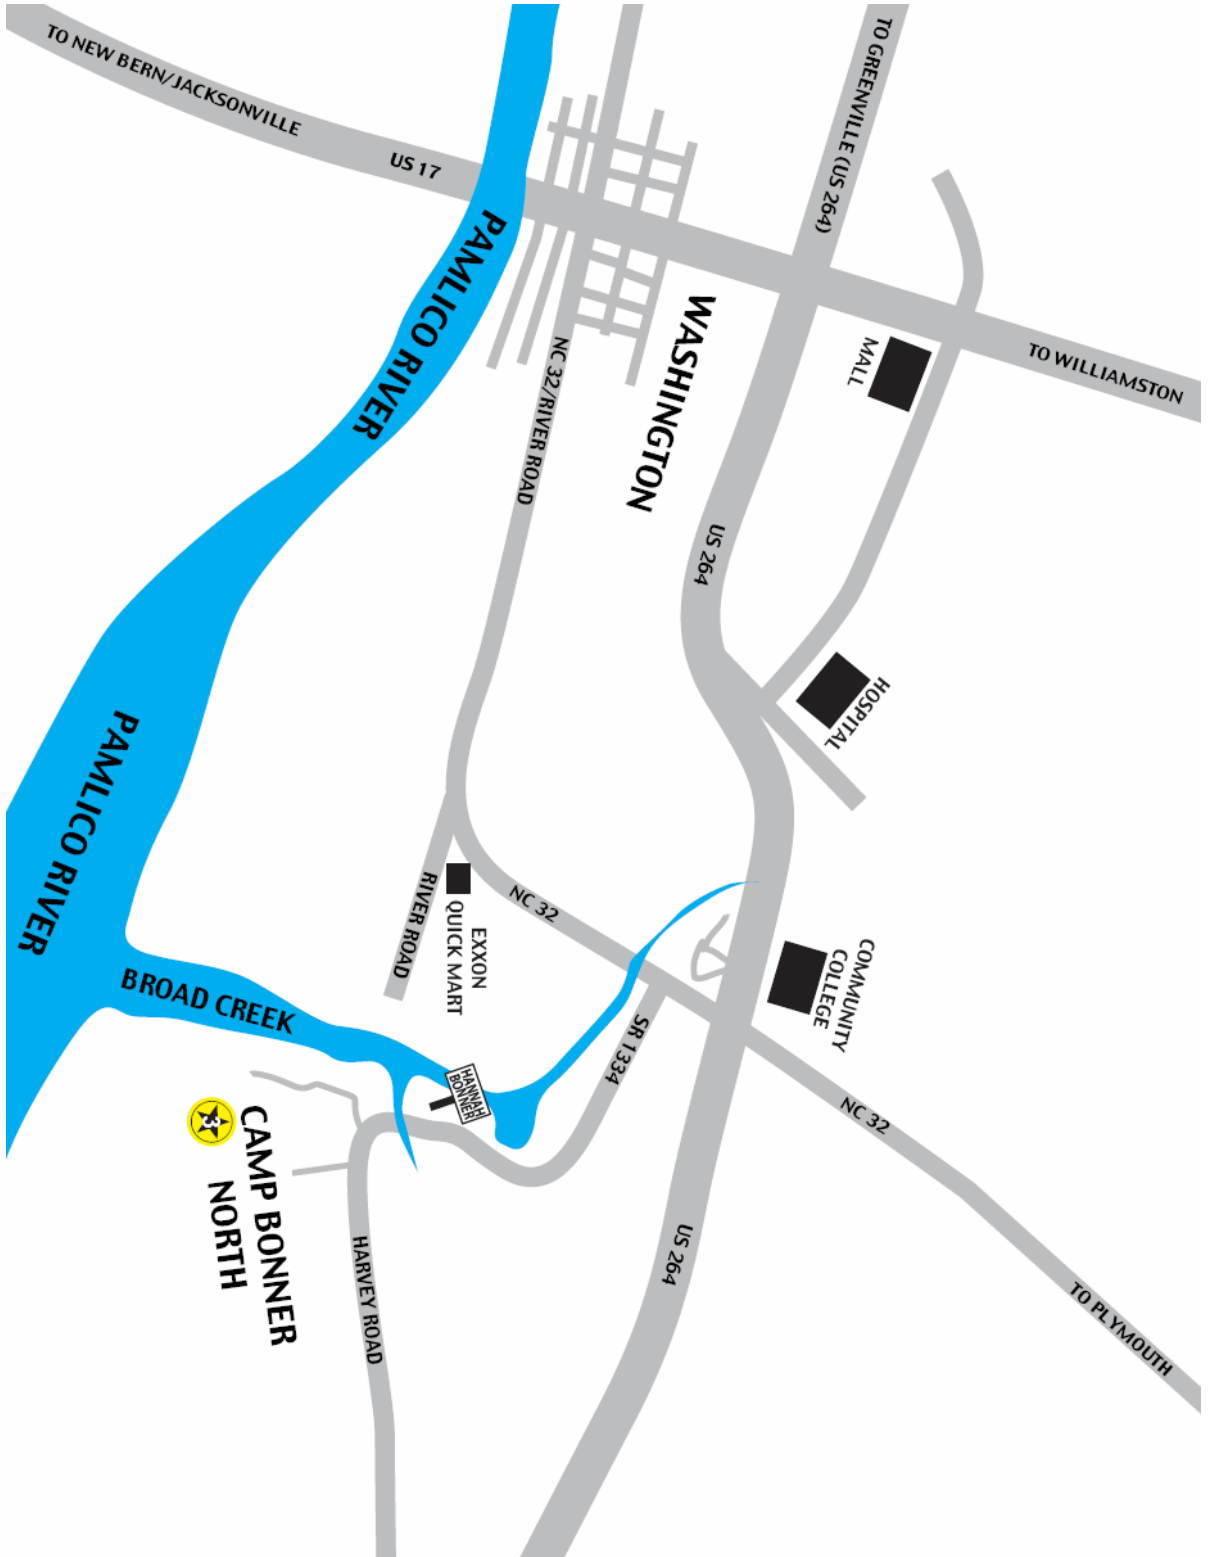 TO NEW BERN/JACKSONVILLE
US 17
TO GREENVILLE (US 264)
PAMLICO RIVER
WASHINGTON
MALL
TO WILLIAMSTON
NC 32/RIVER ROAD
US 264
HOSPITAL
PAMLICO RIVER
RIVER ROAD
EXXON
QUICK MART
NC 32
COMMUNITY
COLLEGE
BROAD CREEK
SR 1334
HANNAH
BONNER
NC 32
3
CAMP BONNER
NORTH
HARVEY ROAD
US 264
TO PLYMOUTH